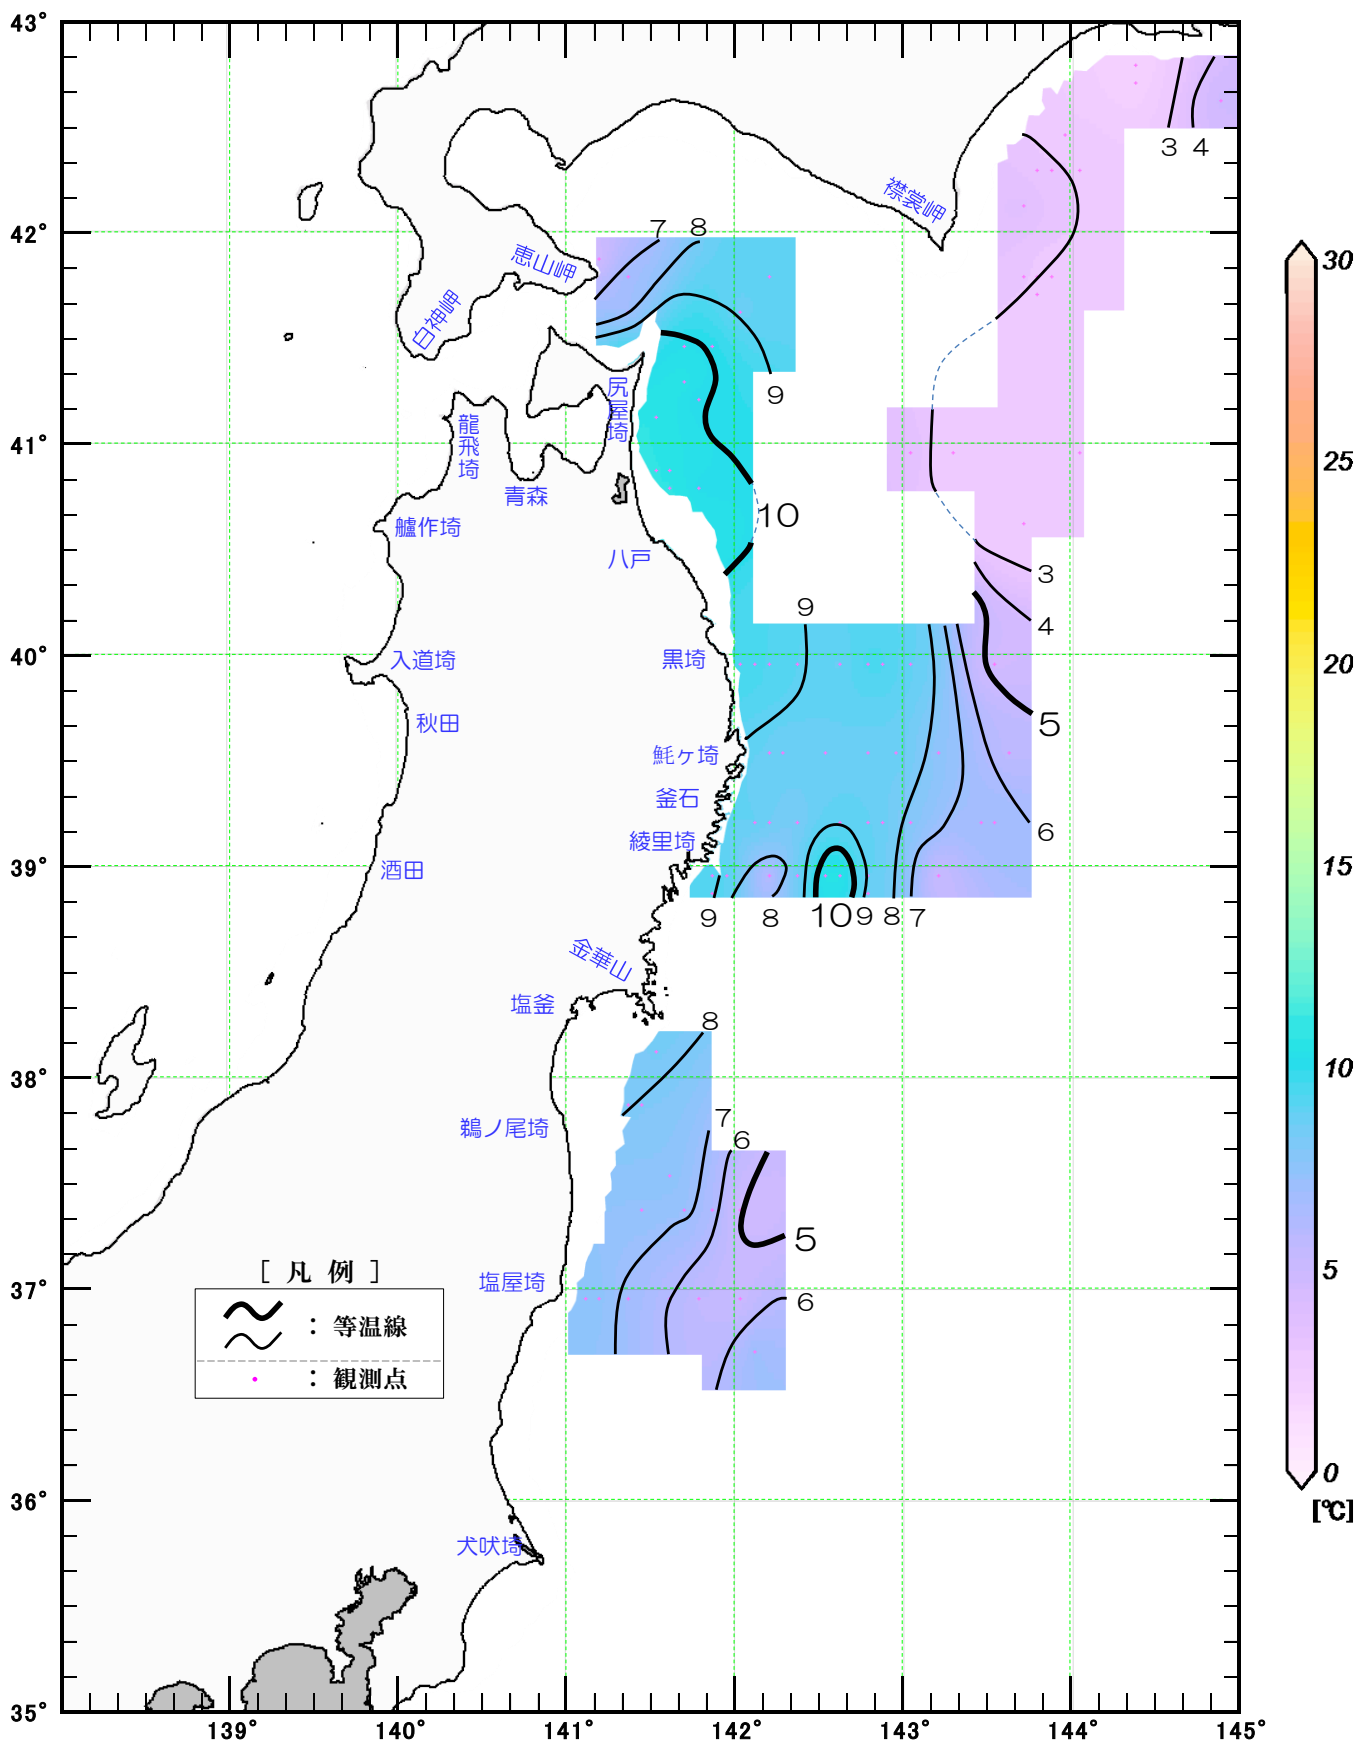 43°
3 4
襟裳岬
42°
7 8
恵山岬
30
白神岬
尻屋埼
9
龍飛埼
41°
25
青森
10
艫作埼
八戸
3
9
4
40°
入道埼
黒埼
20
秋田
5
魹ヶ埼
釜石
6
綾里埼
39°
酒田
15
9 8 10 9 8 7
金華山
塩釜
8
38°
10
鵜ノ尾埼
7
6
5
5
37°
塩屋埼
6
[ 凡 例 ]
: 等温線
: 観測点
0
36°
[℃]
犬吠埼
35°
139° 140° 141° 142° 143° 144° 145°